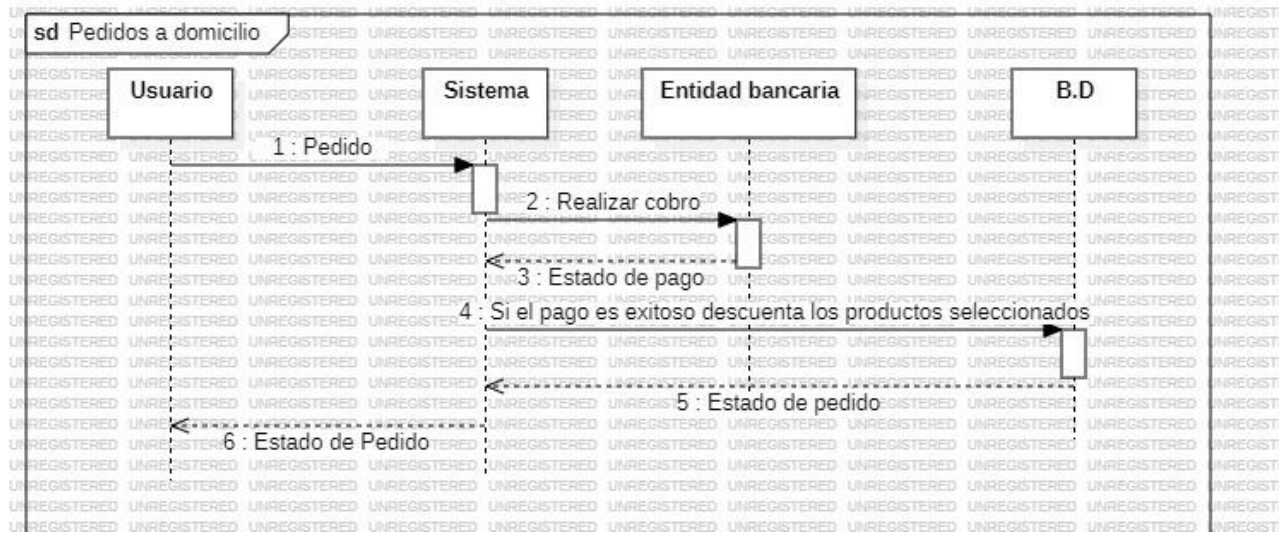 sd Pedidos a domicilio
Usuario
Sistema
Entidad bancaria
B.D
1 : Pedido
2 : Realizar cobro
3 : Estado de pago
4 : Si el pago es exitoso descuenta los productos seleccionados
5 : Estado de pedido
6 : Estado de Pedido
UNREGISTERED